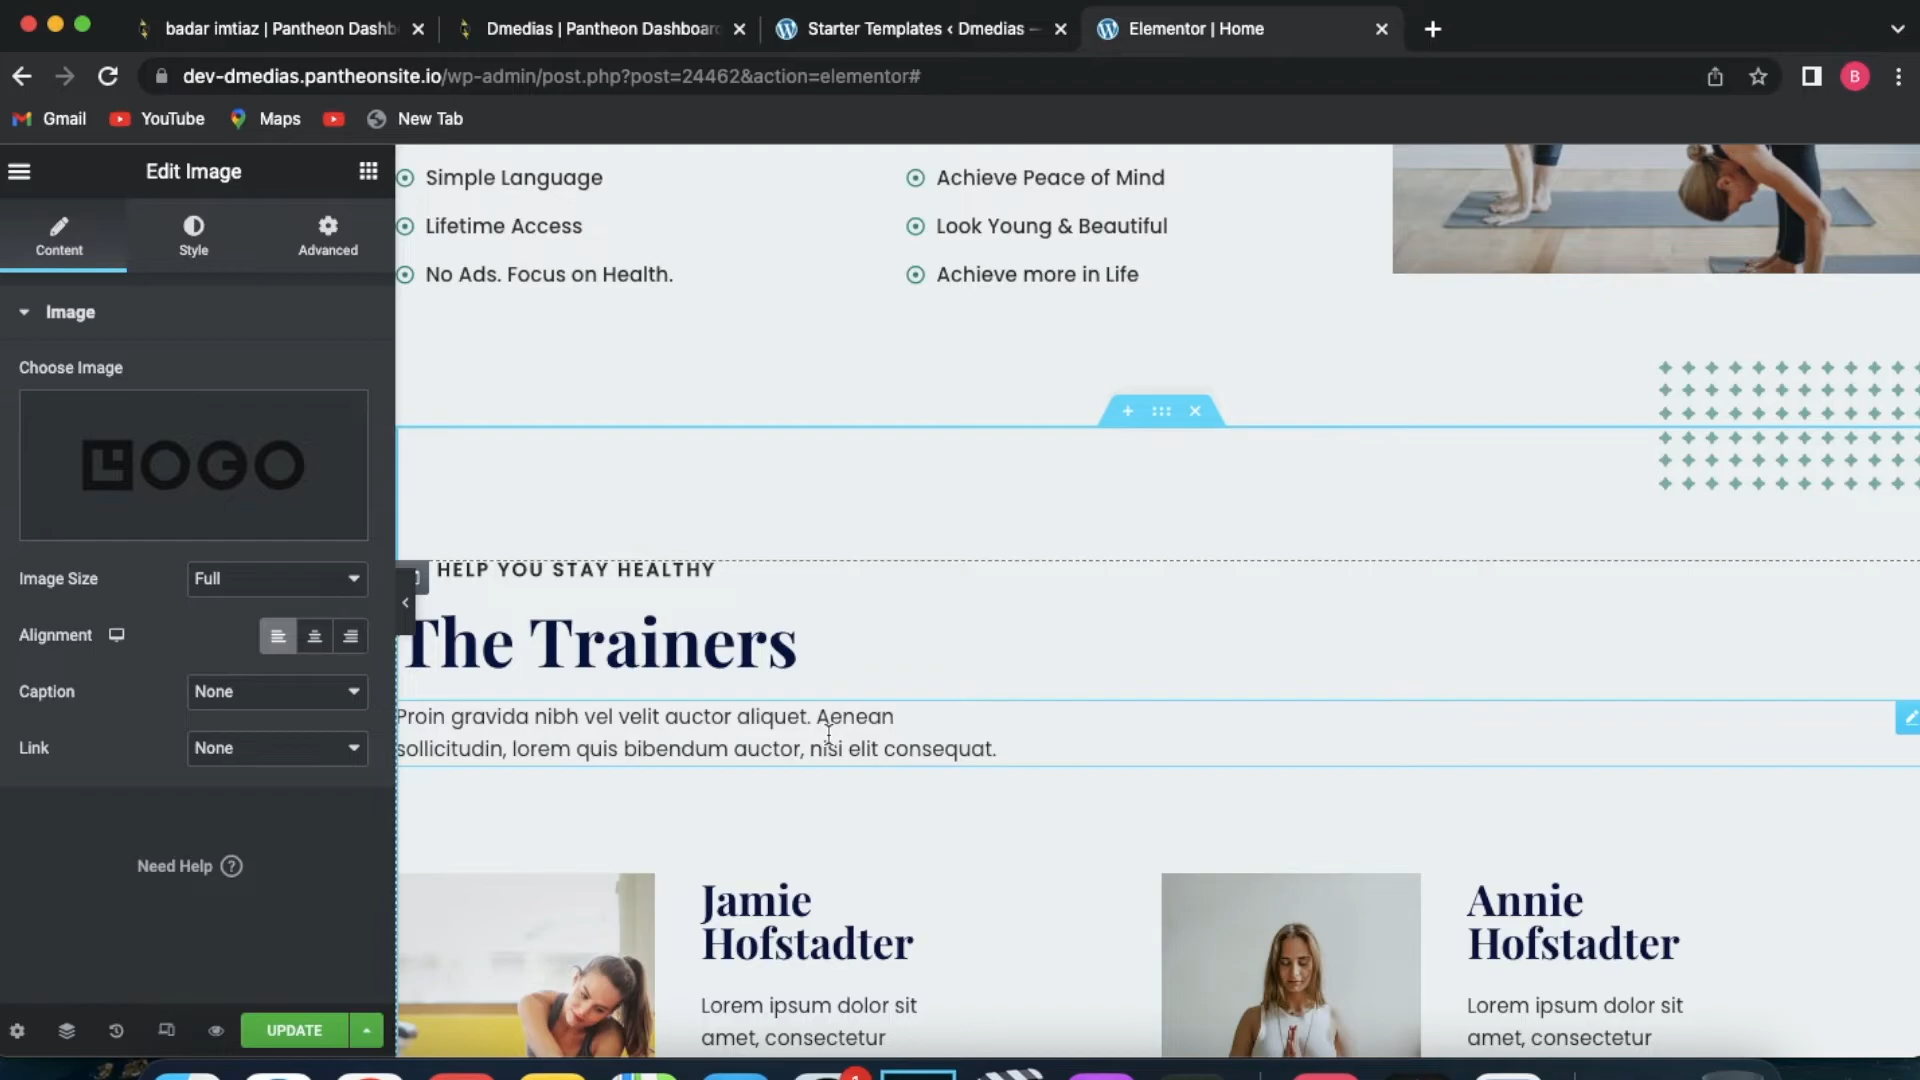 badar imtiaz | Pantheon Dashb
Dmedias | Pantheon Dashboard
Starter Templates ‹ Dmedias —
Elementor | Home
dev-dmedias.pantheonsite.io/wp-admin/post.php?post=24462&action=elementor#
B
Gmail
YouTube
Maps
New Tab
Edit Image
Content
Style
Advanced
Image
Choose Image
LOGO
Image Size
Full
Alignment
Caption
None
Link
None
Need Help ?
UPDATE
Simple Language
Lifetime Access
No Ads. Focus on Health.
Achieve Peace of Mind
Look Young & Beautiful
Achieve more in Life
HELP YOU STAY HEALTHY
The Trainers
Proin gravida nibh vel velit auctor aliquet. Aenean
sollicitudin, lorem quis bibendum auctor, nisi elit consequat.
Jamie
Hofstadter
Lorem ipsum dolor sit
amet, consectetur
Annie
Hofstadter
Lorem ipsum dolor sit
amet, consectetur